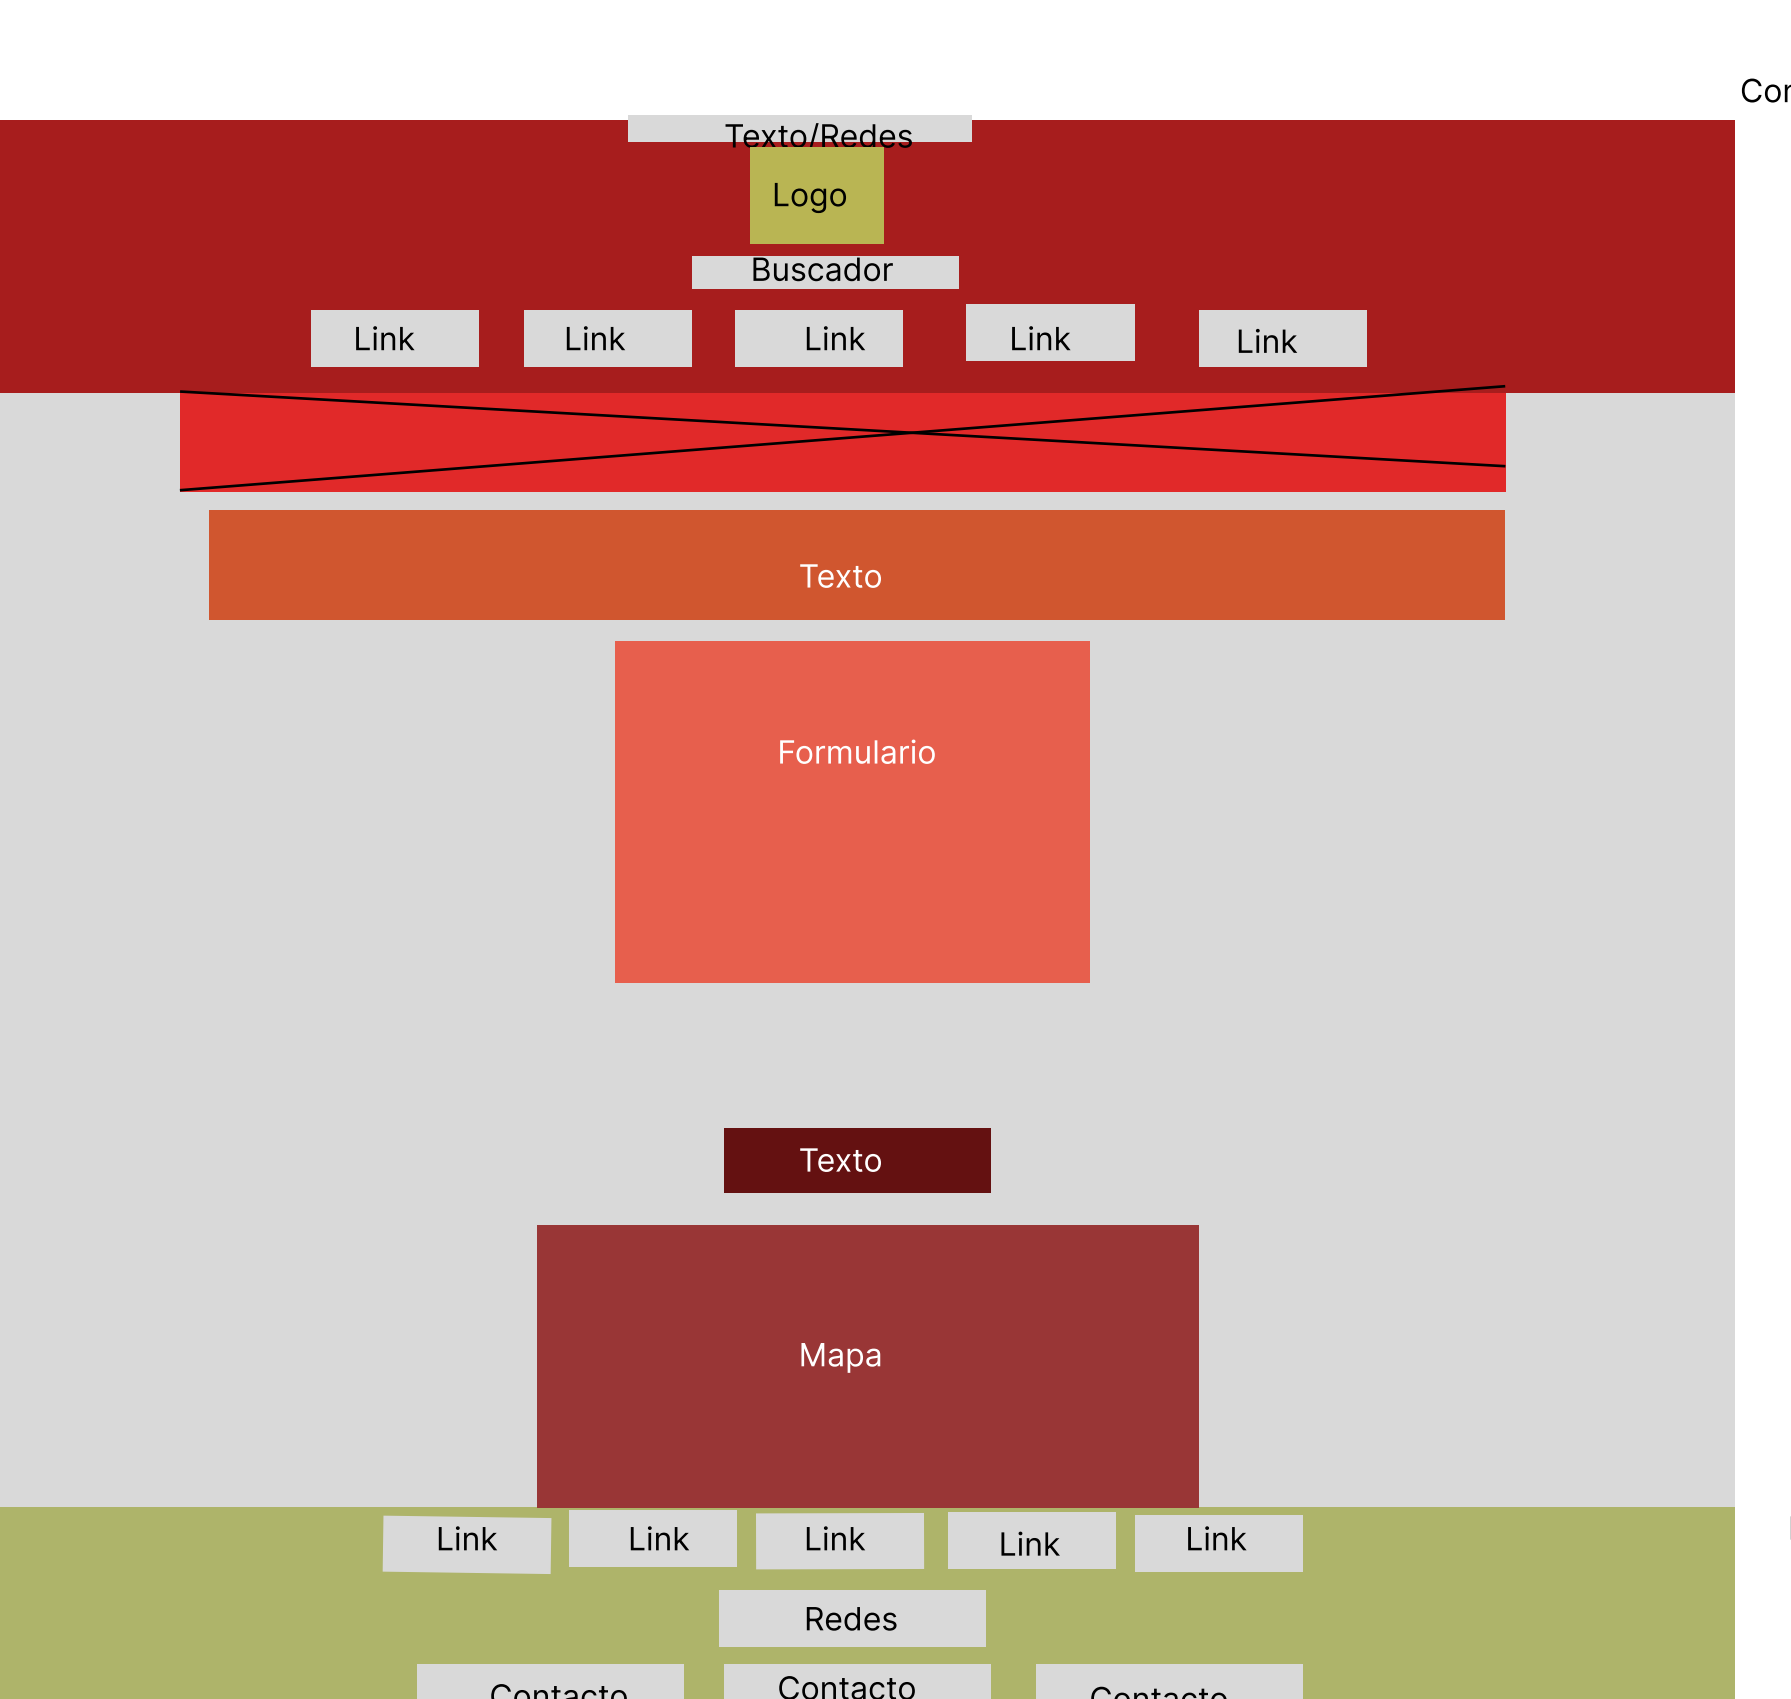 Texto/Redes
Logo
Buscador
Link
Link
Link
Link
Link
Texto
Formulario
Texto
Mapa
Link
Link
Link
Link
Link
Redes
Contacto
Contacto
Contacto